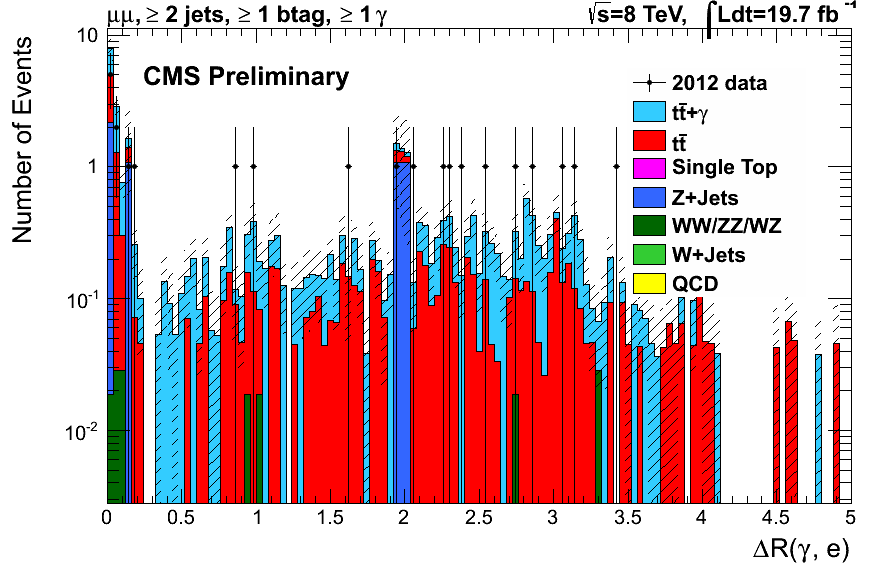 μμ, ≥ 2 jets, ≥ 1 btag, ≥ 1 γ
√s=8 TeV, ∫Ldt=19.7 fb⁻¹
CMS Preliminary
2012 data
tt̄+γ
tt̄
Single Top
Z+Jets
WW/ZZ/WZ
W+Jets
QCD
Number of Events
10
1
10⁻¹
10⁻²
0 0.5 1 1.5 2 2.5 3 3.5 4 4.5 5
ΔR(γ, e)